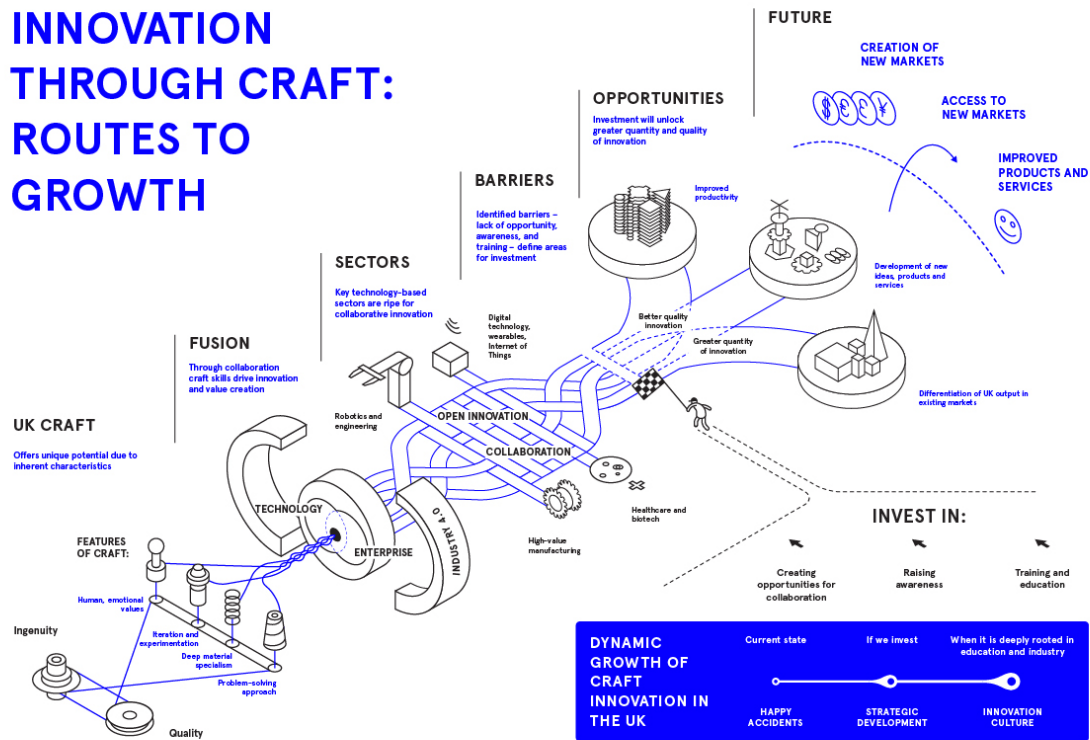 INNOVATION
THROUGH CRAFT:
ROUTES TO
GROWTH
UK CRAFT
Offers unique potential due to
inherent characteristics
FEATURES
OF CRAFT:
Human, emotional
values
Iteration and
experimentation
Deep material
specialism
Problem-solving
approach
Ingenuity
Quality
FUSION
Through collaboration
craft skills drive innovation
and value creation
TECHNOLOGY
ENTERPRISE
INDUSTRY 4.0
SECTORS
Key technology-based
sectors are ripe for
collaborative innovation
Robotics and
engineering
Digital
technology,
wearables,
Internet of
Things
OPEN INNOVATION
COLLABORATION
High-value
manufacturing
Healthcare and
biotech
BARRIERS
Identified barriers –
lack of opportunity,
awareness, and
training – define areas
for investment
OPPORTUNITIES
Investment will unlock
greater quantity and quality
of innovation
Improved
productivity
Better quality
innovation
Greater quantity
of innovation
Development of new
ideas, products and
services
Differentiation of UK output in
existing markets
FUTURE
CREATION OF
NEW MARKETS
$ € £ ¥
ACCESS TO
NEW MARKETS
IMPROVED
PRODUCTS AND
SERVICES
INVEST IN:
Creating
opportunities for
collaboration
Raising
awareness
Training and
education
DYNAMIC
GROWTH OF
CRAFT
INNOVATION IN
THE UK
Current state
If we invest
When it is deeply rooted in
education and industry
HAPPY
ACCIDENTS
STRATEGIC
DEVELOPMENT
INNOVATION
CULTURE